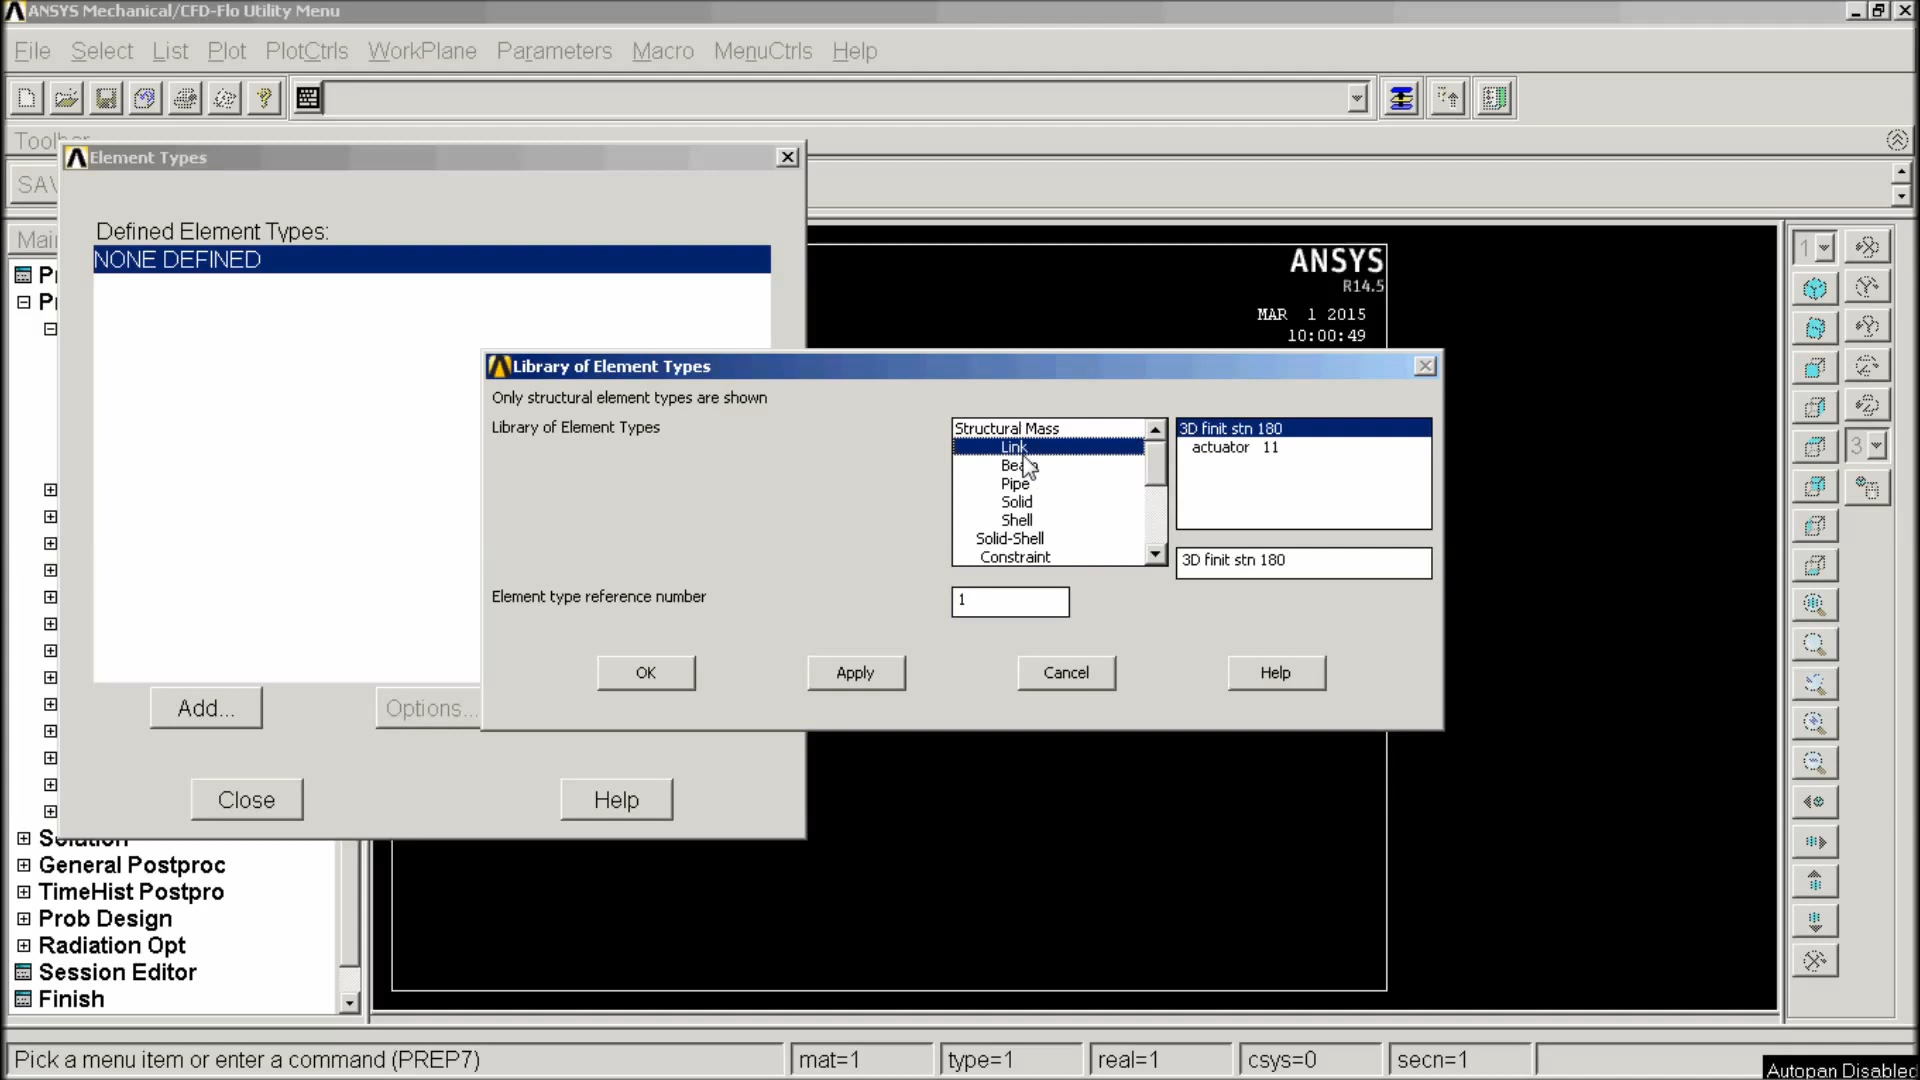 ANSYS Mechanical/CFD-Flo Utility Menu
File Select List Plot PlotCtrls WorkPlane Parameters Macro MenuCtrls Help
Element Types
Defined Element Types:
NONE DEFINED
ANSYS
R14.5
MAR 1 2015
10:00:49
1
Library of Element Types
Only structural element types are shown
Library of Element Types
Structural Mass
Link
Pipe
Solid
Shell
Solid-Shell
Constraint
3D finit stn 180
actuator 11
3D finit stn 180
Element type reference number
1
OK
Apply
Cancel
Help
3
Add...
Options...
Close
Help
Solution
General Postproc
TimeHist Postpro
Prob Design
Radiation Opt
Session Editor
Finish
Pick a menu item or enter a command (PREP7)
mat=1
type=1
real=1
csys=0
secn=1
Autopan Disabled